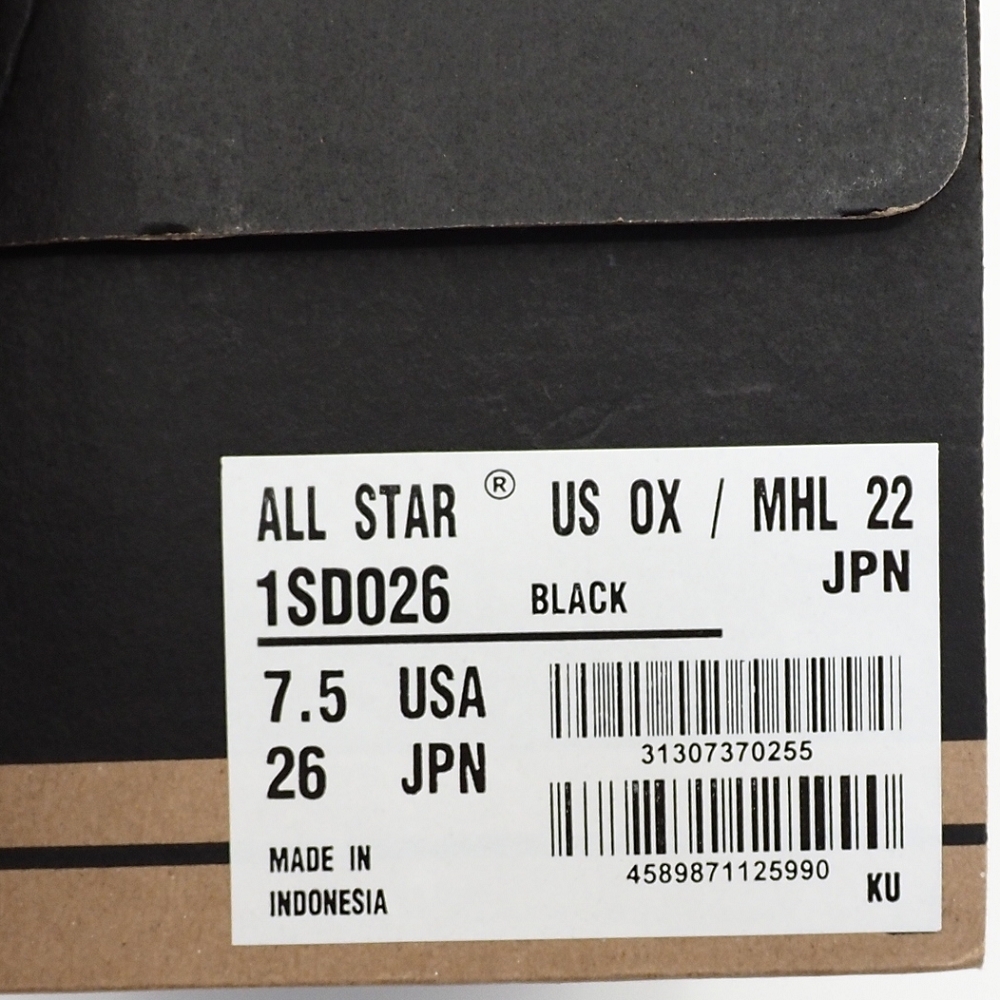 ALL STAR ® US OX / MHL 22
JPN
1SD026 BLACK
7.5 USA
26 JPN
31307370255
4589871125990
MADE IN
INDONESIA
KU